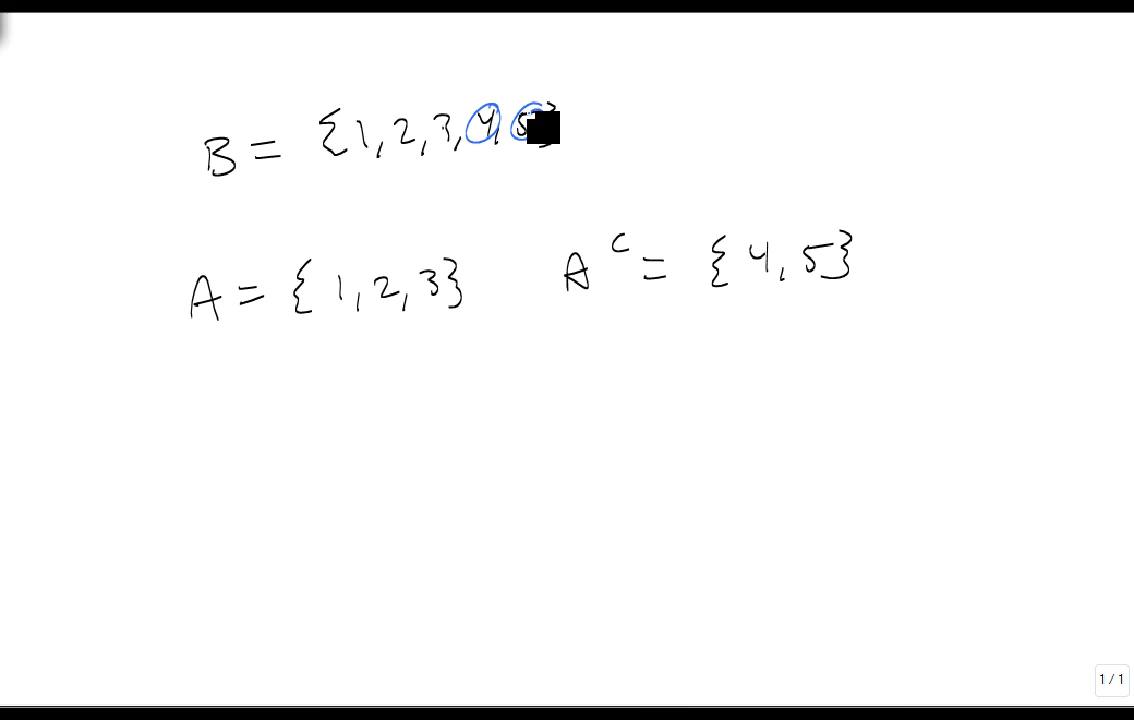 B = {1, 2, 3, 4, 5}
A = {1, 2, 3} A^c = {4, 5}
1 / 1